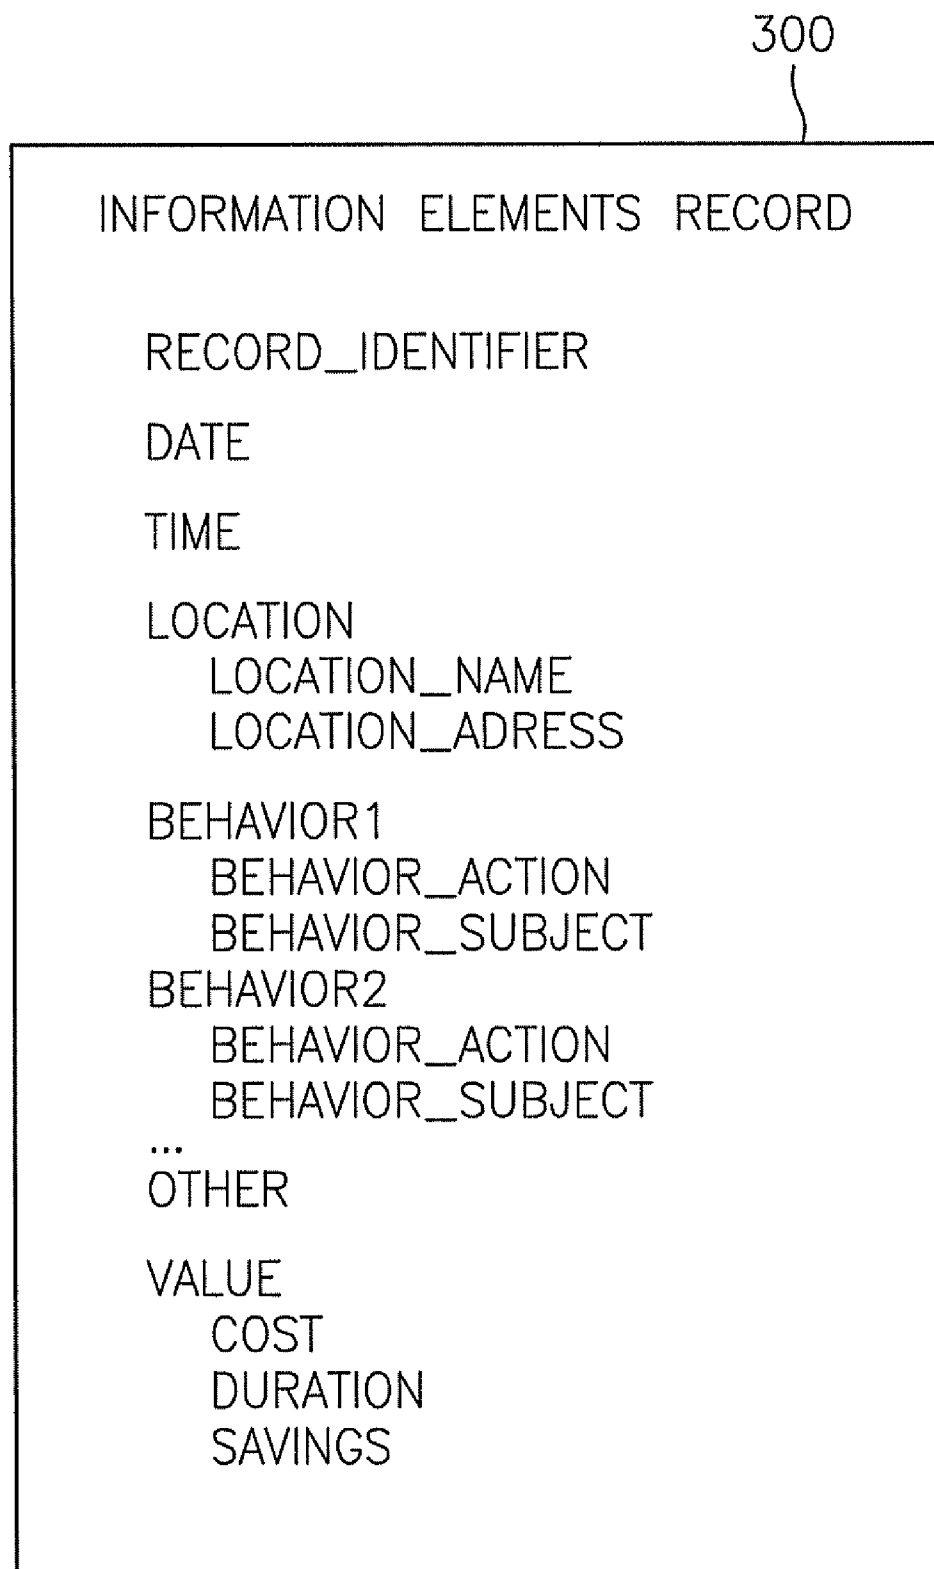 300
INFORMATION ELEMENTS RECORD
RECORD_IDENTIFIER
DATE
TIME
LOCATION
LOCATION_NAME
LOCATION_ADRESS
BEHAVIOR1
BEHAVIOR_ACTION
BEHAVIOR_SUBJECT
BEHAVIOR2
BEHAVIOR_ACTION
BEHAVIOR_SUBJECT
...
OTHER
VALUE
COST
DURATION
SAVINGS